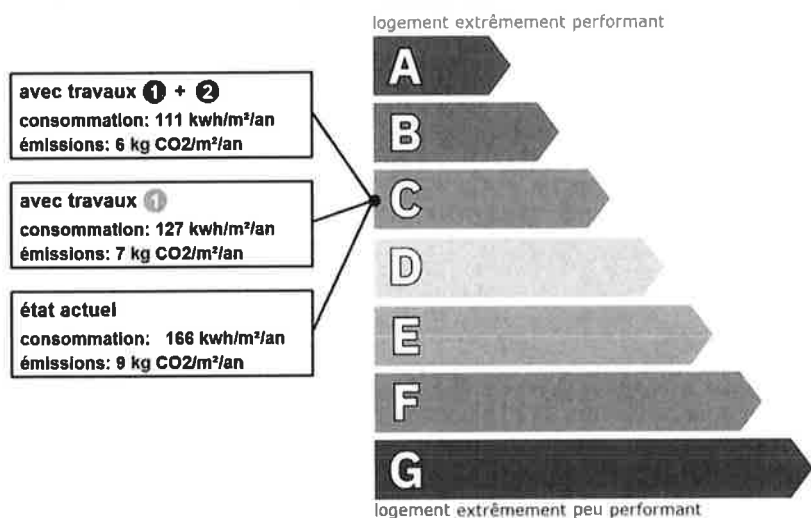 logement extrêmement performant
A
avec travaux 1 + 2
consommation: 111 kwh/m²/an
émissions: 6 kg CO2/m²/an
B
avec travaux 1
consommation: 127 kwh/m²/an
émissions: 7 kg CO2/m²/an
C
D
état actuel
consommation: 166 kwh/m²/an
émissions: 9 kg CO2/m²/an
E
F
G
logement extrêmement peu performant